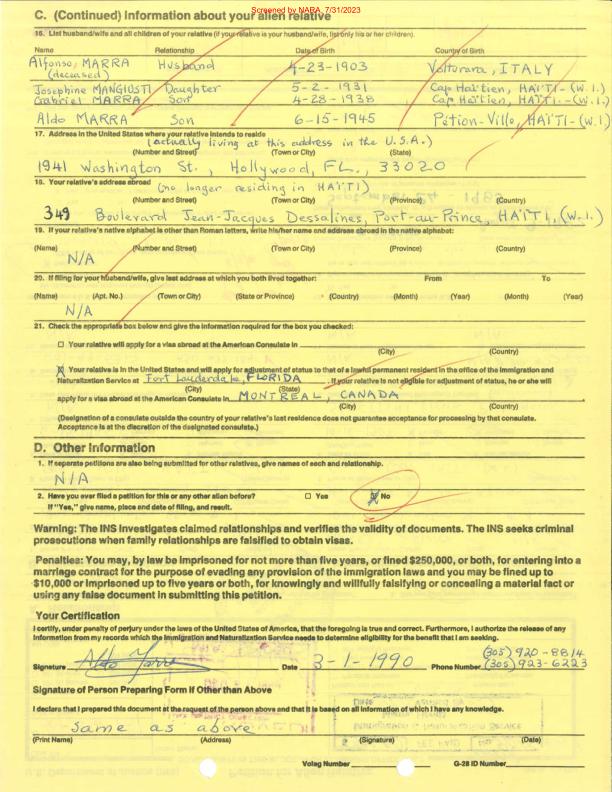 Screened by NARA, 7/31/2023
C. (Continued) Information about your alien relative
16. List husband/wife and all children of your relative (if your relative is your husband/wife, list only his or her children).
Name Relationship Date of Birth Country of Birth
Alfonso MARRA Husband 4-23-1903 Volturara, ITALY
(deceased)
Josephine MANGIOSTI Daughter 5-2-1931 Cap Haïtien, HAÏTI-(W.I.)
Gabriel MARRA Son 4-28-1938 Cap Haïtien, HAÏTI-(W.I.)
Aldo MARRA Son 6-15-1945 Pétion-Ville, HAÏTI-(W.I.)
17. Address in the United States where your relative intends to reside
(actually living at this address in the U.S.A.)
(Number and Street) (Town or City) (State)
1941 Washington St., Hollywood, FL., 33020
18. Your relative's address abroad (no longer residing in HAÏTI)
(Number and Street) (Town or City) (Province) (Country)
349 Boulevard Jean-Jacques Dessalines, Port-au-Prince, HAÏTI, (W.I.)
19. If your relative's native alphabet is other than Roman letters, write his/her name and address abroad in the native alphabet:
(Name) (Number and Street) (Town or City) (Province) (Country)
N/A
20. If filing for your husband/wife, give last address at which you both lived together: From To
(Name) (Apt. No.) (Town or City) (State or Province) (Country) (Month) (Year) (Month) (Year)
N/A
21. Check the appropriate box below and give the information required for the box you checked:
Your relative will apply for a visa abroad at the American Consulate in
(City) (Country)
X Your relative is in the United States and will apply for adjustment of status to that of a lawful permanent resident in the office of the Immigration and
Naturalization Service at Fort Lauderdale, FLORIDA. If your relative is not eligible for adjustment of status, he or she will
(City) (State)
apply for a visa abroad at the American Consulate in MONTREAL, CANADA
(City) (Country)
(Designation of a consulate outside the country of your relative's last residence does not guarantee acceptance for processing by that consulate.
Acceptance is at the discretion of the designated consulate.)
D. Other Information
1. If separate petitions are also being submitted for other relatives, give names of each and relationship.
N/A
2. Have you ever filed a petition for this or any other alien before? Yes X No
If "Yes," give name, place and date of filing, and result.
Warning: The INS investigates claimed relationships and verifies the validity of documents. The INS seeks criminal
prosecutions when family relationships are falsified to obtain visas.
Penalties: You may, by law be imprisoned for not more than five years, or fined $250,000, or both, for entering into a
marriage contract for the purpose of evading any provision of the immigration laws and you may be fined up to
$10,000 or imprisoned up to five years or both, for knowingly and willfully falsifying or concealing a material fact or
using any false document in submitting this petition.
Your Certification
I certify, under penalty of perjury under the laws of the United States of America, that the foregoing is true and correct. Furthermore, I authorize the release of any
information from my records which the Immigration and Naturalization Service needs to determine eligibility for the benefit that I am seeking.
(305) 920-8814
Signature Aldo Marra Date 3-1-1990 Phone Number (305) 923-6223
Signature of Person Preparing Form if Other than Above
I declare that I prepared this document at the request of the person above and that it is based on all information of which I have any knowledge.
Same as above
(Print Name) (Address) (Signature) (Date)
Volag Number G-28 ID Number